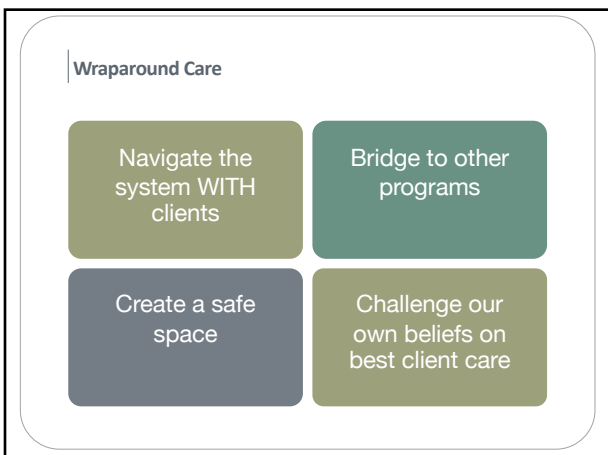 Wraparound Care
Navigate the
system WITH
clients
Bridge to other
programs
Create a safe
space
Challenge our
own beliefs on
best client care